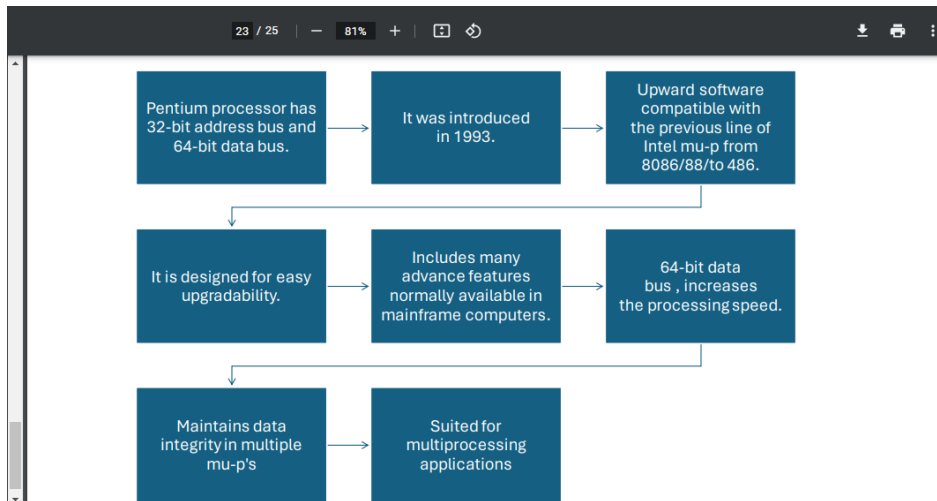 23 / 25
81%
Pentium processor has
32-bit address bus and
64-bit data bus.
It was introduced
in 1993.
Upward software
compatible with
the previous line of
Intel mu-p from
8086/88/to 486.
It is designed for easy
upgradability.
Includes many
advance features
normally available in
mainframe computers.
64-bit data
bus , increases
the processing speed.
Maintains data
integrity in multiple
mu-p's
Suited for
multiprocessing
applications